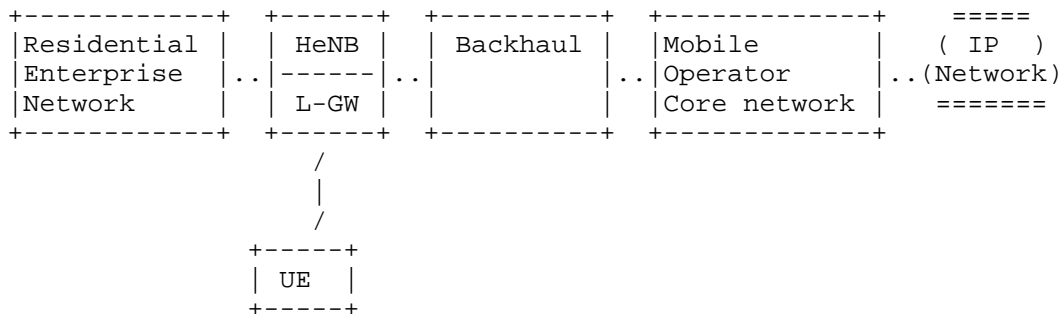 +------------+  +------+  +----------+  +-------------+    =====
|Residential |  | HeNB |  | Backhaul |  |Mobile       |   ( IP  )
|Enterprise  |..|------|..|          |..|Operator     |..(Network)
|Network     |  | L-GW |  |          |  |Core network |   =======
+------------+  +------+  +----------+  +-------------+
                   /
                   |
                   /
               +-----+
               | UE  |
               +-----+